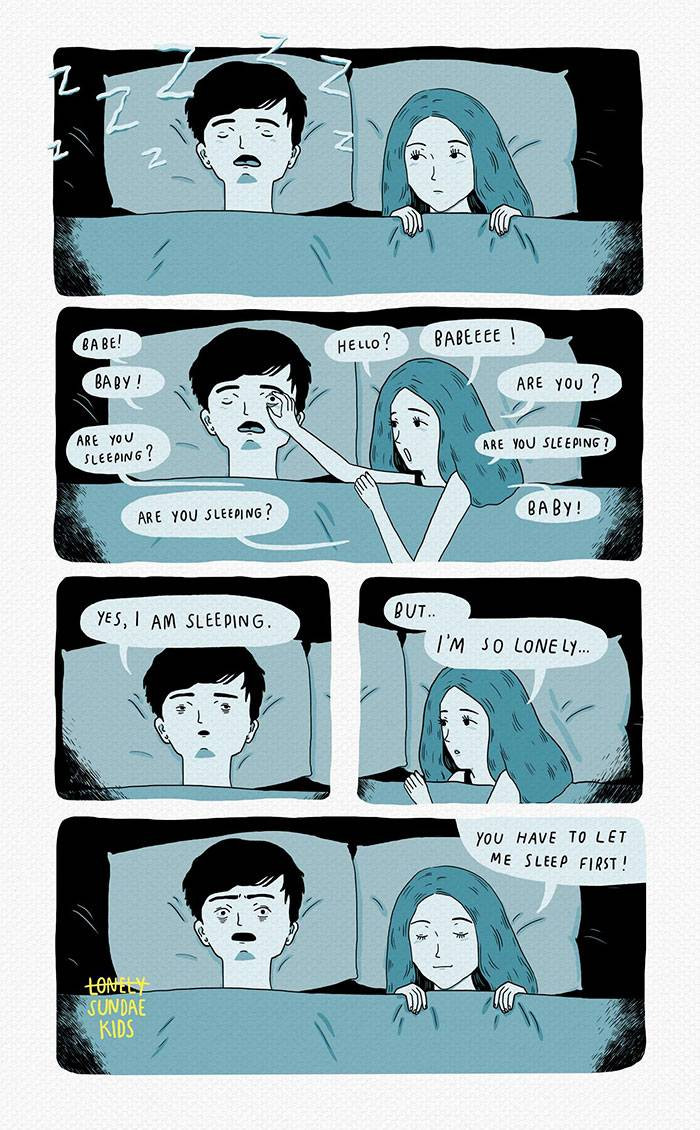 Z
Z
Z
Z
Z
Z
Z
Z
BABE!
BABY!
ARE YOU
SLEEPING?
ARE YOU SLEEPING?
HELLO?
BABEEEE!
ARE YOU?
ARE YOU SLEEPING?
BABY!
YES, I AM SLEEPING.
BUT..
I'M SO LONELY...
YOU HAVE TO LET
ME SLEEP FIRST!
LONELY
SUNDAE
KIDS